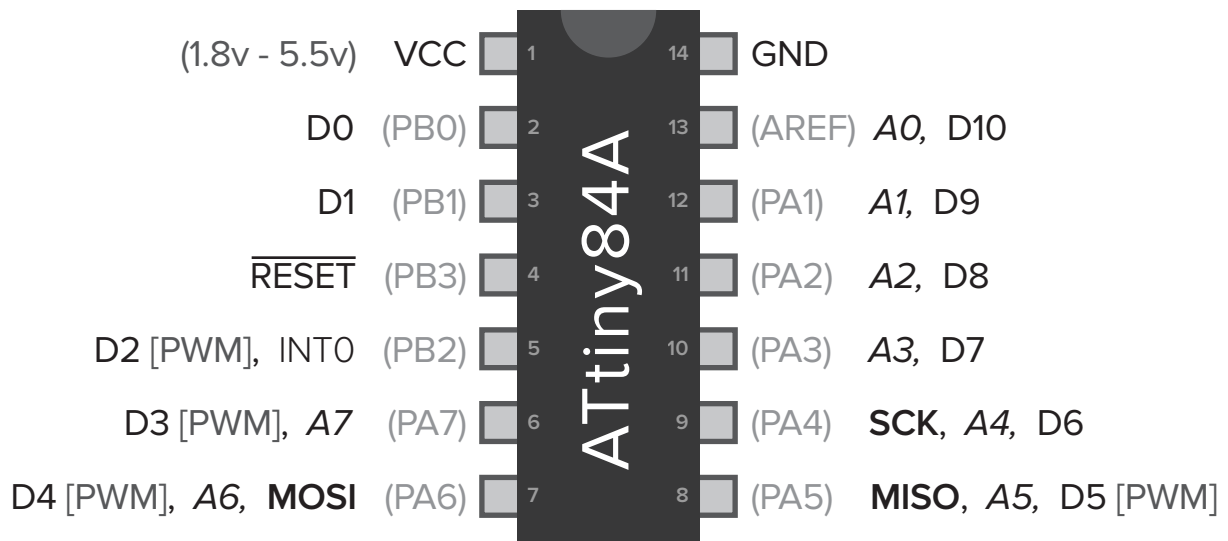 (1.8v - 5.5v) VCC 1 14 GND
D0 (PB0) 2 13 (AREF) A0, D10
D1 (PB1) 3 12 (PA1) A1, D9
RESET (PB3) 4 11 (PA2) A2, D8
D2 [PWM], INT0 (PB2) 5 10 (PA3) A3, D7
D3 [PWM], A7 (PA7) 6 9 (PA4) SCK, A4, D6
D4 [PWM], A6, MOSI (PA6) 7 8 (PA5) MISO, A5, D5 [PWM]
ATtiny84A